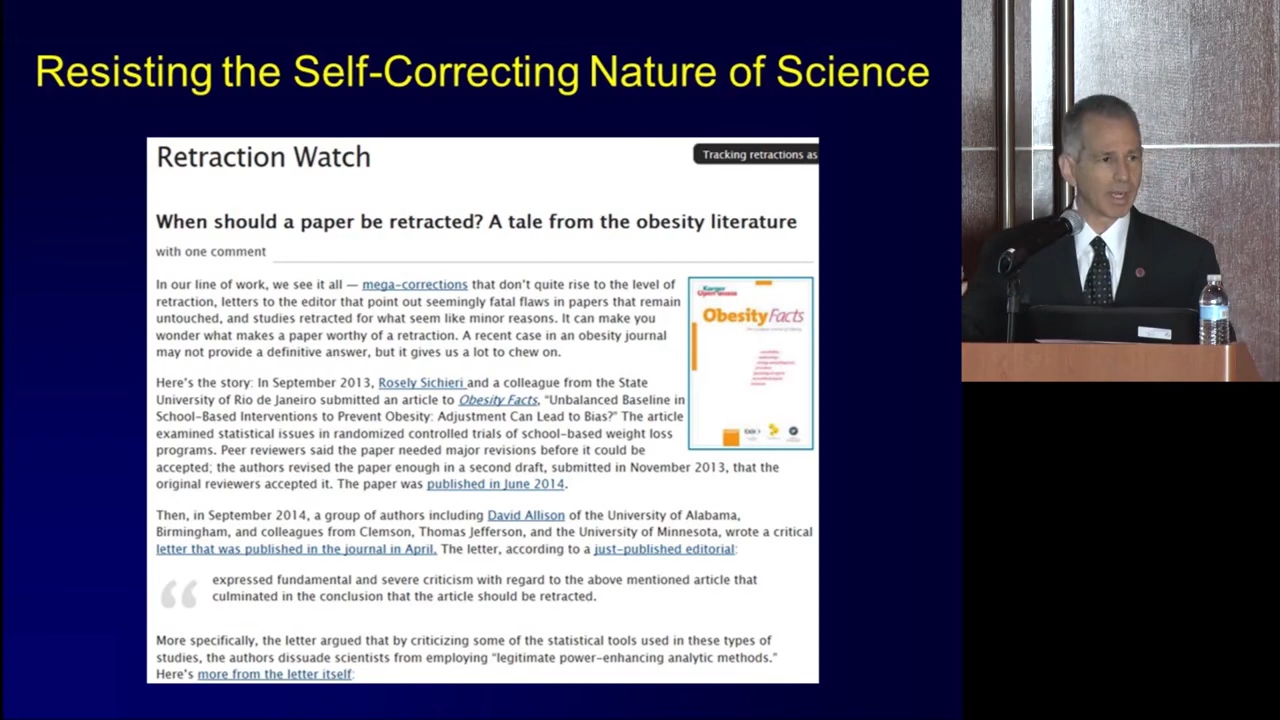 Resisting the Self-Correcting Nature of Science
Retraction Watch
Tracking retractions as
When should a paper be retracted? A tale from the obesity literature
with one comment
In our line of work, we see it all — mega-corrections that don't quite rise to the level of
retraction, letters to the editor that point out seemingly fatal flaws in papers that remain
untouched, and studies retracted for what seem like minor reasons. It can make you
wonder what makes a paper worthy of a retraction. A recent case in an obesity journal
may not provide a definitive answer, but it gives us a lot to chew on.
Obesity Facts
Here's the story: In September 2013, Rosely Sichieri and a colleague from the State
University of Rio de Janeiro submitted an article to Obesity Facts, “Unbalanced Baseline in
School-Based Interventions to Prevent Obesity: Adjustment Can Lead to Bias?” The article
examined statistical issues in randomized controlled trials of school-based weight loss
programs. Peer reviewers said the paper needed major revisions before it could be
accepted; the authors revised the paper enough in a second draft, submitted in November 2013, that the
original reviewers accepted it. The paper was published in June 2014.
Then, in September 2014, a group of authors including David Allison of the University of Alabama,
Birmingham, and colleagues from Clemson, Thomas Jefferson, and the University of Minnesota, wrote a critical
letter that was published in the journal in April. The letter, according to a just-published editorial:
“ expressed fundamental and severe criticism with regard to the above mentioned article that
culminated in the conclusion that the article should be retracted.
More specifically, the letter argued that by criticizing some of the statistical tools used in these types of
studies, the authors dissuade scientists from employing “legitimate power-enhancing analytic methods.”
Here's more from the letter itself: